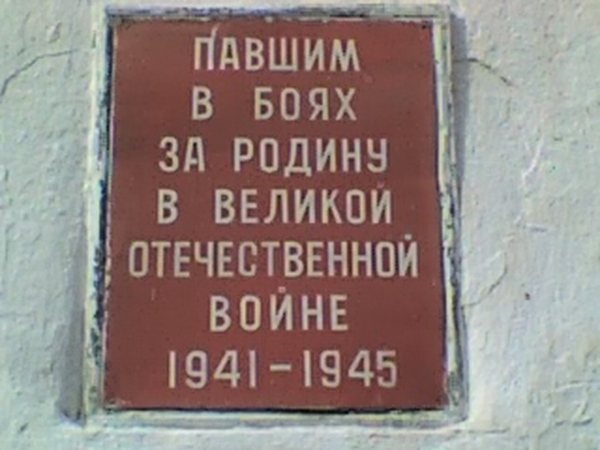 ПАВШИМ
В БОЯХ
ЗА РОДИНУ
В ВЕЛИКОЙ
ОТЕЧЕСТВЕННОЙ
ВОЙНЕ
1941-1945